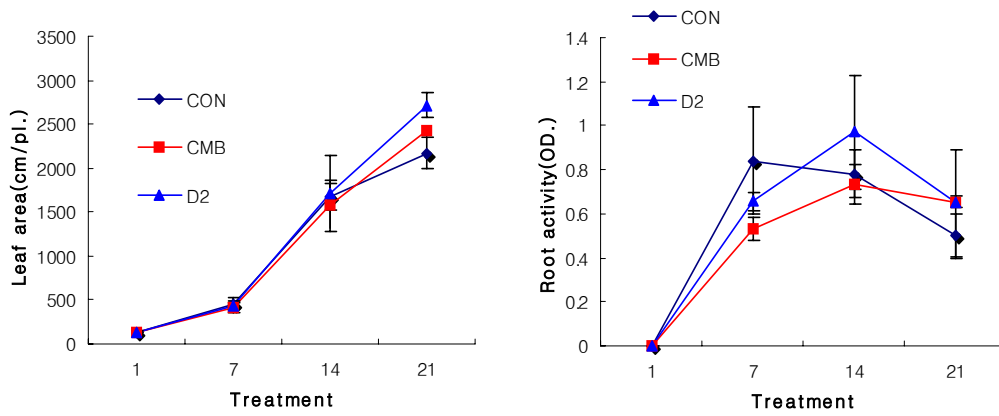 3500
3000
2500
2000
1500
1000
500
0
Leaf area(cm/pl.)
CON
CMB
D2
1 7 14 21
Treatment
CON
CMB
D2
1.4
1.2
1
0.8
0.6
0.4
0.2
0
Root activity(OD.)
1 7 14 21
Treatment